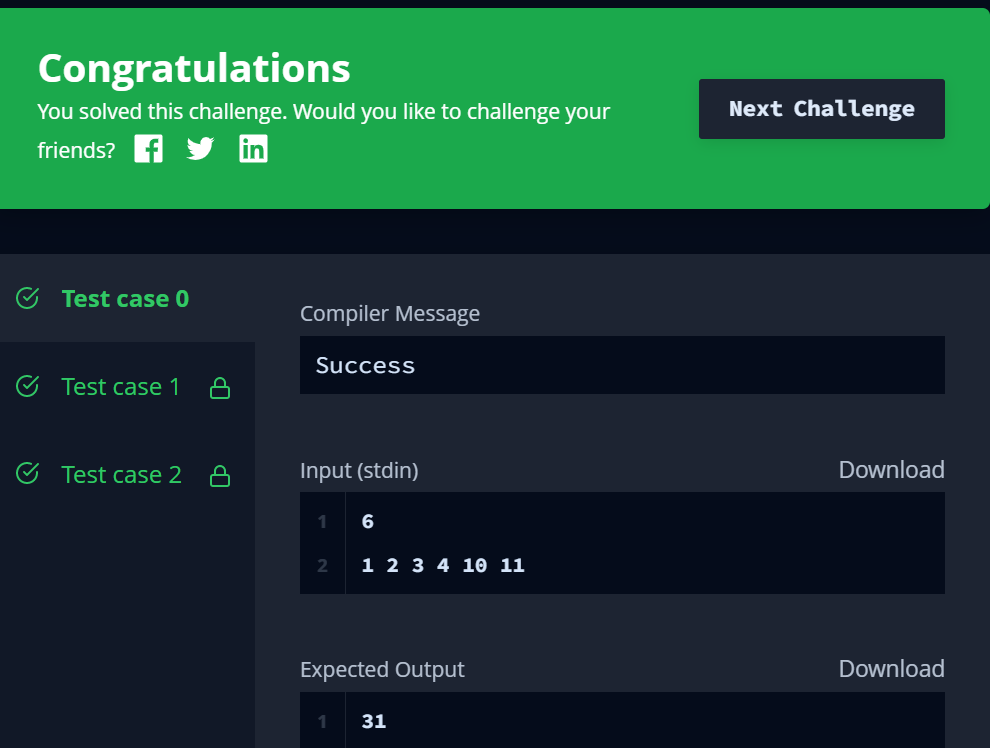 Congratulations
You solved this challenge. Would you like to challenge your
friends?
Next Challenge
Test case 0
Test case 1
Test case 2
Compiler Message
Success
Input (stdin)
Download
1 6
2 1 2 3 4 10 11
Expected Output
Download
1 31